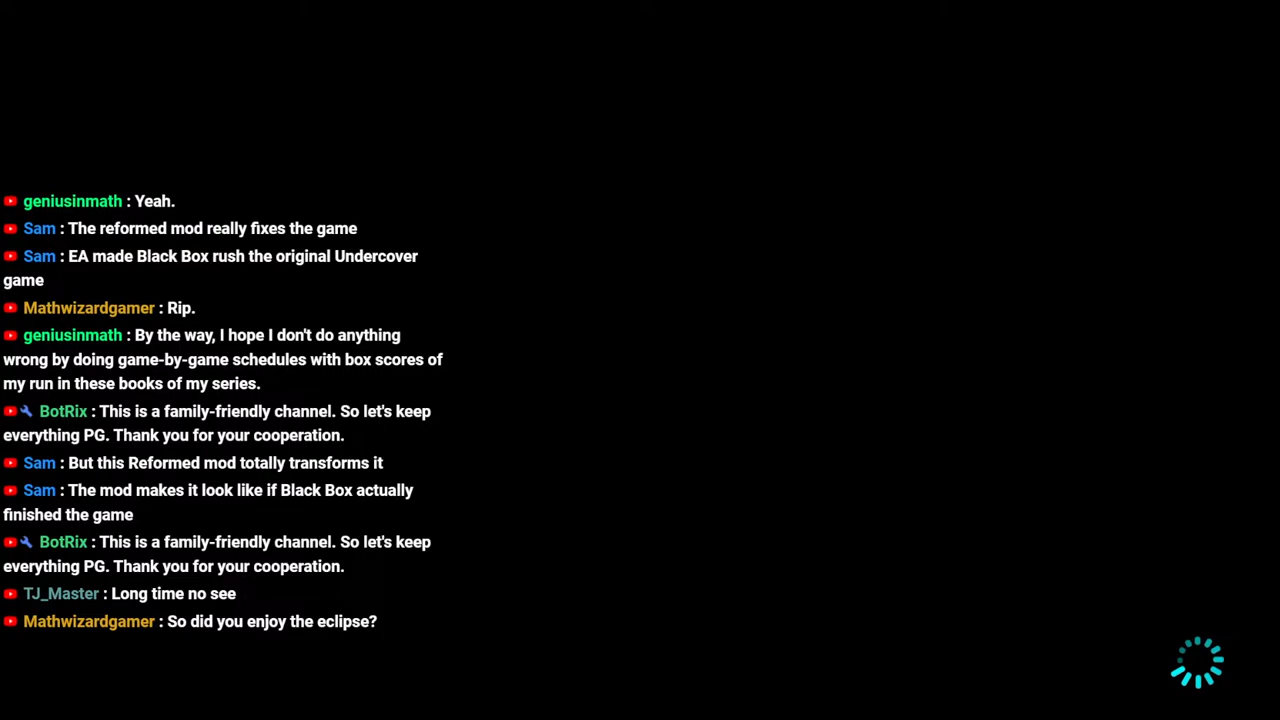 geniusinmath : Yeah.
Sam : The reformed mod really fixes the game
Sam : EA made Black Box rush the original Undercover
game
Mathwizardgamer : Rip.
geniusinmath : By the way, I hope I don't do anything
wrong by doing game-by-game schedules with box scores of
my run in these books of my series.
BotRix : This is a family-friendly channel. So let's keep
everything PG. Thank you for your cooperation.
Sam : But this Reformed mod totally transforms it
Sam : The mod makes it look like if Black Box actually
finished the game
BotRix : This is a family-friendly channel. So let's keep
everything PG. Thank you for your cooperation.
TJ_Master : Long time no see
Mathwizardgamer : So did you enjoy the eclipse?